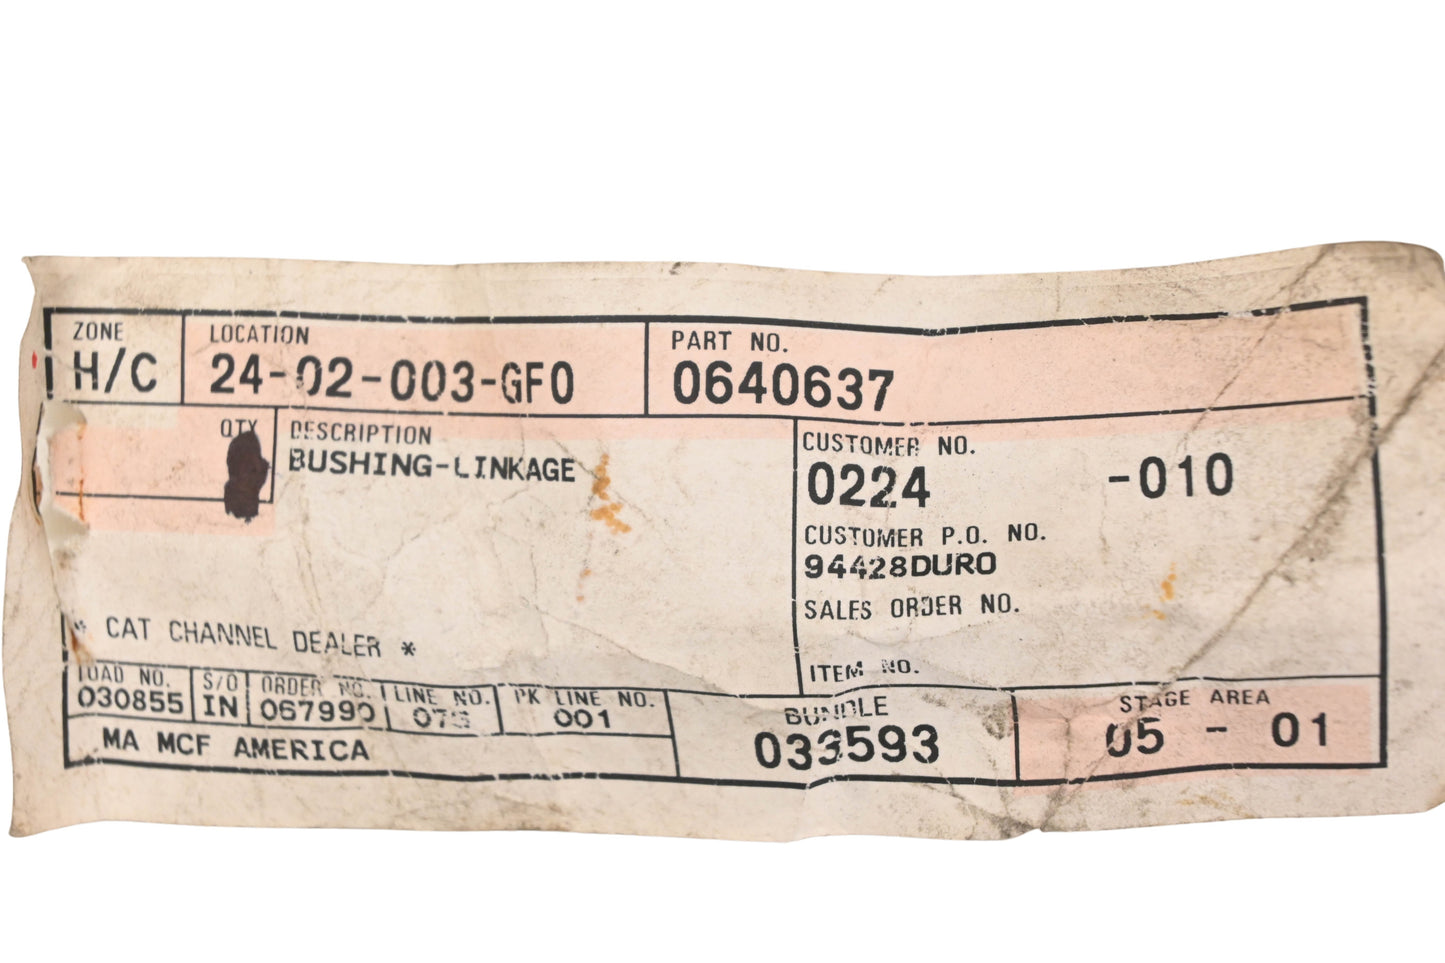 ZONE LOCATION PART NO.
H/C 24-02-003-GF0 0640637
QTY DESCRIPTION CUSTOMER NO.
BUSHING-LINKAGE 0224 -010
CUSTOMER P.O. NO.
94428DURO
SALES ORDER NO.
* CAT CHANNEL DEALER *
ITEM NO.
LOAD NO. S/O ORDER NO. LINE NO. PK LINE NO. BUNDLE STAGE AREA
030855 IN 067990 001 033593 05 - 01
MA MCF AMERICA